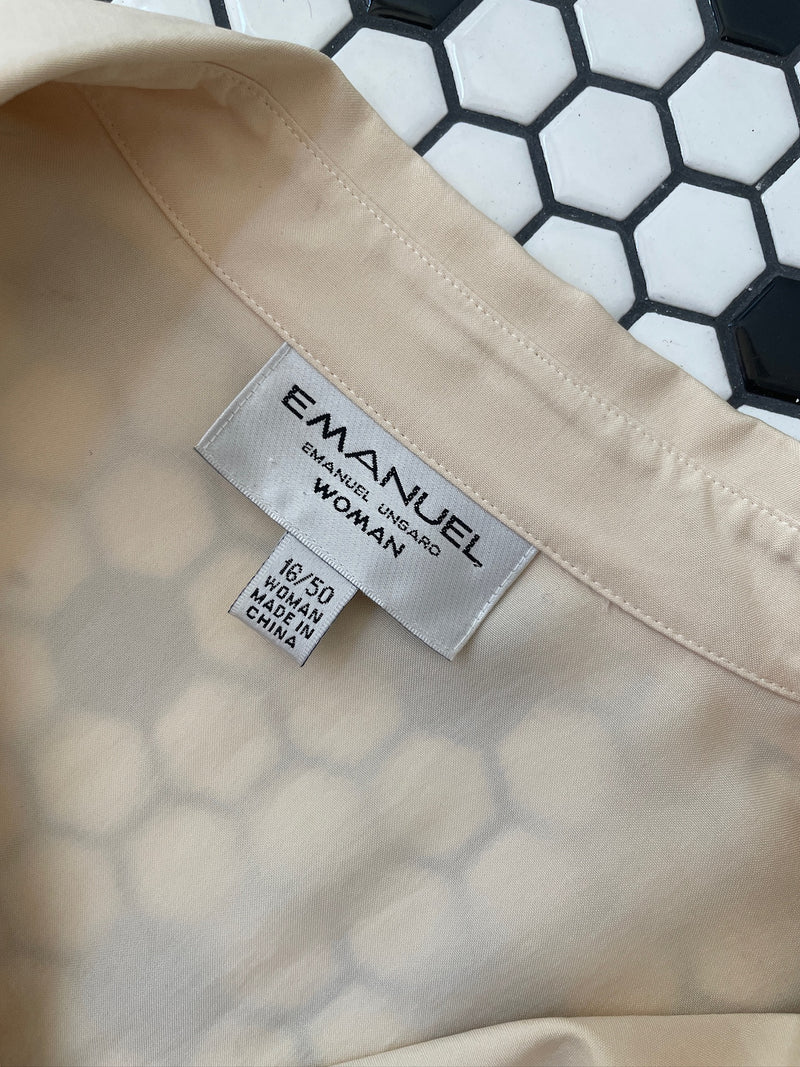 EMANUEL
EMANUEL UNGARO
WOMAN
16/50
WOMAN
MADE IN
CHINA